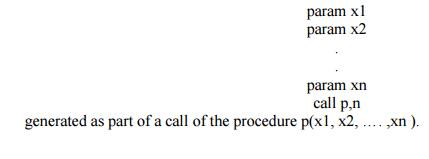 param x1
param x2
.
.
param xn
call p,n
generated as part of a call of the procedure p(x1, x2, .... ,xn ).